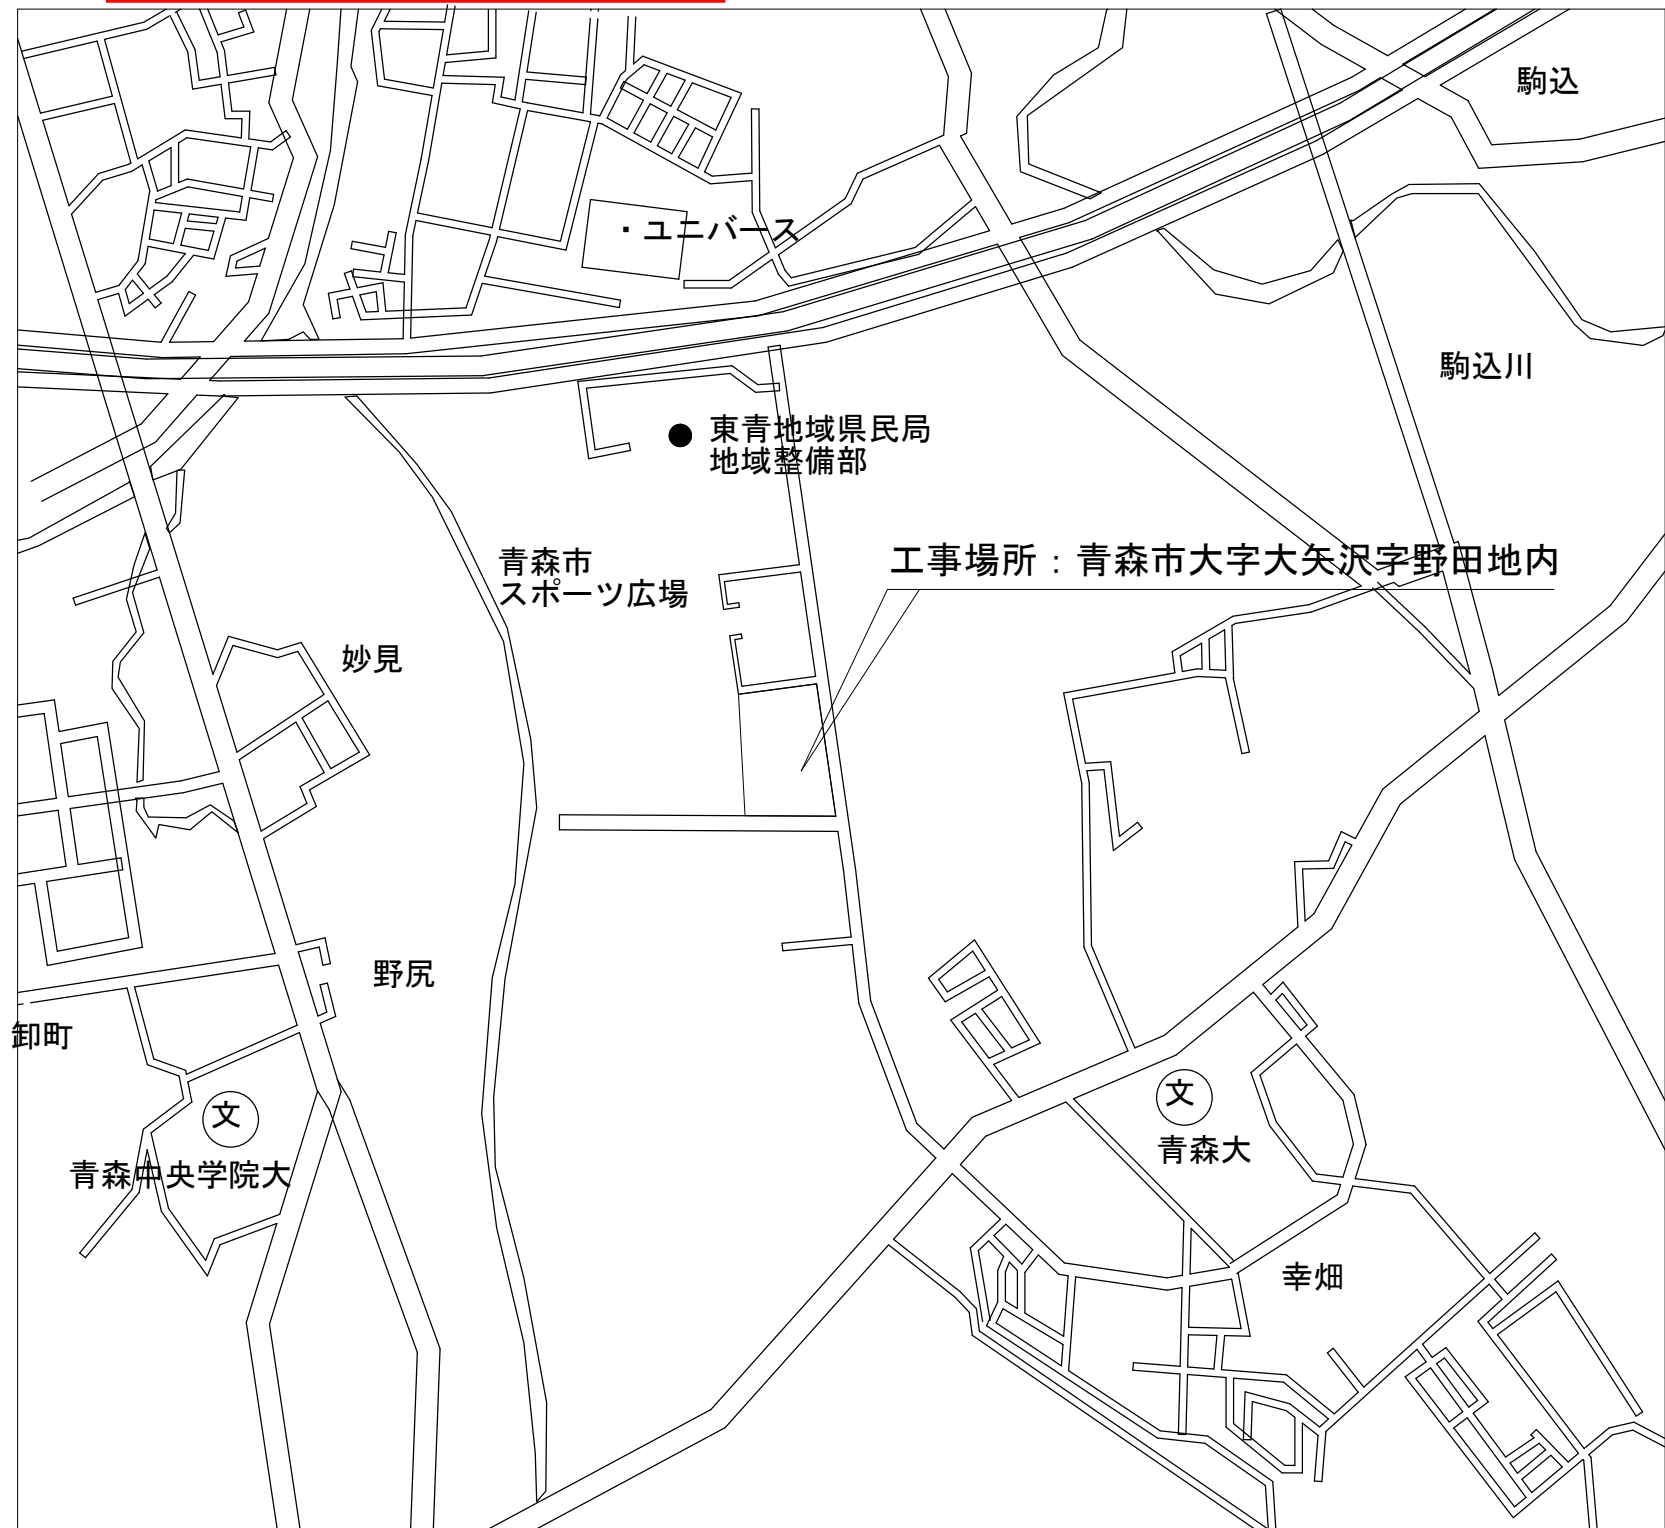 駒込
・ユニバース
駒込川
東青地域県民局
地域整備部
工事場所：青森市大字大矢沢字野田地内
青森市
スポーツ広場
妙見
野尻
卸町
文
青森中央学院大
文
青森大
幸畑